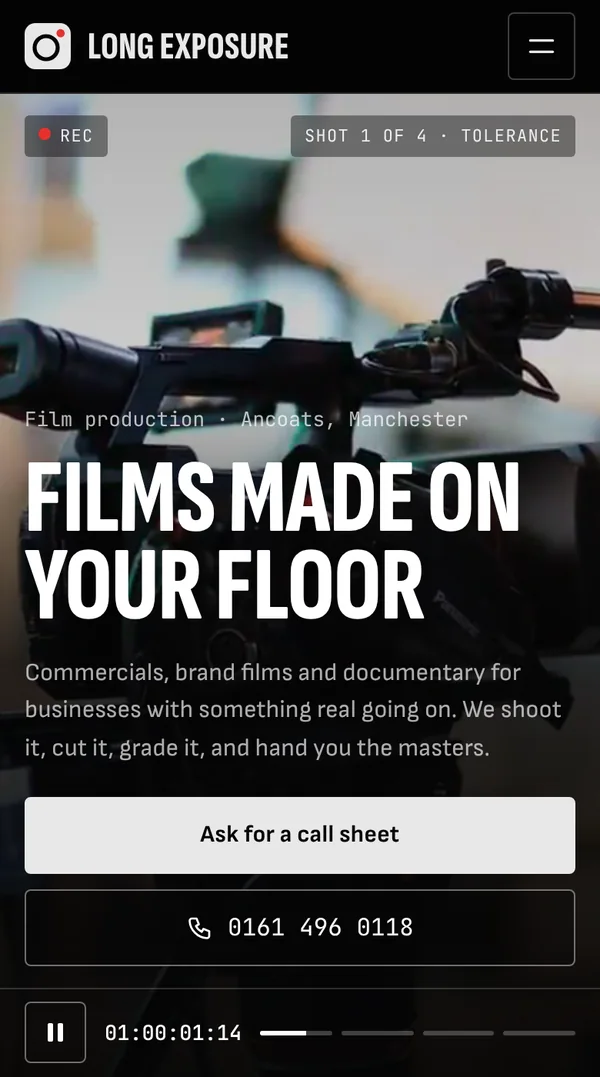 LONG EXPOSURE
REC
SHOT 1 OF 4 · TOLERANCE
Film production · Ancoats, Manchester
FILMS MADE ON
YOUR FLOOR
Panasonic
Commercials, brand films and documentary for
businesses with something real going on. We shoot
it, cut it, grade it, and hand you the masters.
Ask for a call sheet
0161 496 0118
01:00:01:14